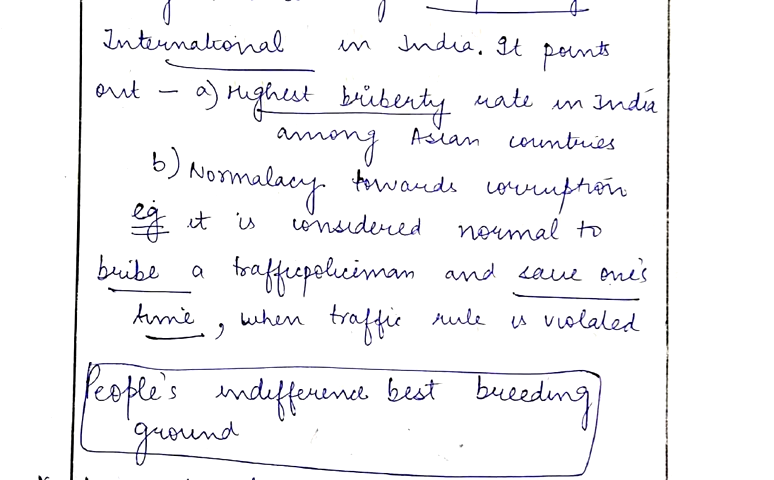 International in India. It points
out – a) Highest briberty rate in India
among Asian countries
b) Normalacy towards corruption
eg it is considered normal to
bribe a trafficpoliceman and save one's
time, when traffic rule is violated
People's indifference best breeding
ground